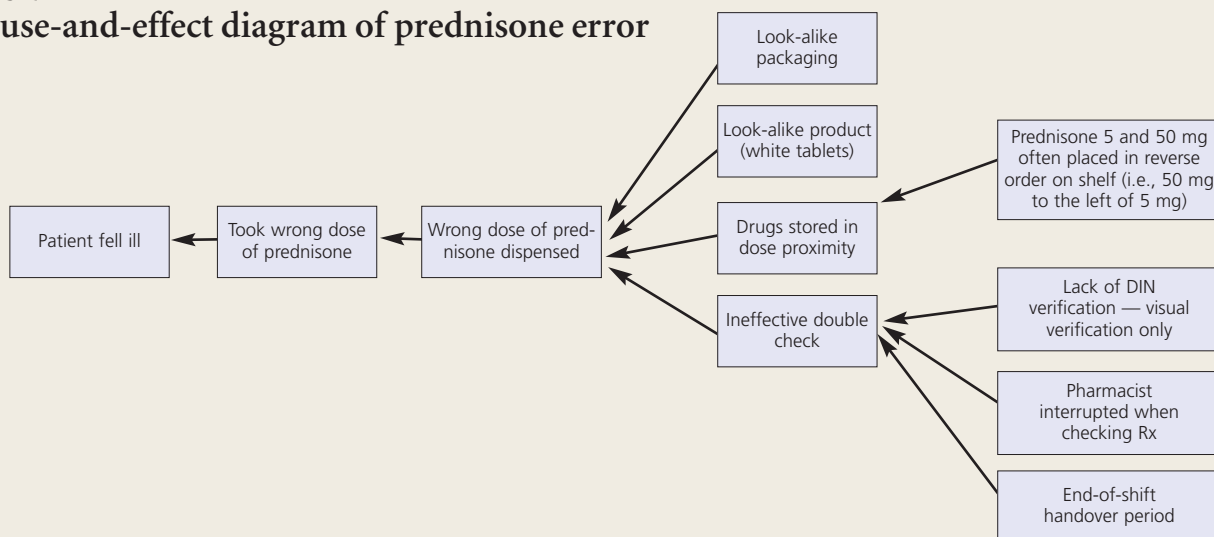 use-and-effect diagram of prednisone error
Look-alike
packaging
Look-alike product
(white tablets)
Prednisone 5 and 50 mg
often placed in reverse
order on shelf (i.e., 50 mg
to the left of 5 mg)
Patient fell ill
Took wrong dose
of prednisone
Wrong dose of pred-
nisone dispensed
Drugs stored in
dose proximity
Ineffective double
check
Lack of DIN
verification — visual
verification only
Pharmacist
interrupted when
checking Rx
End-of-shift
handover period